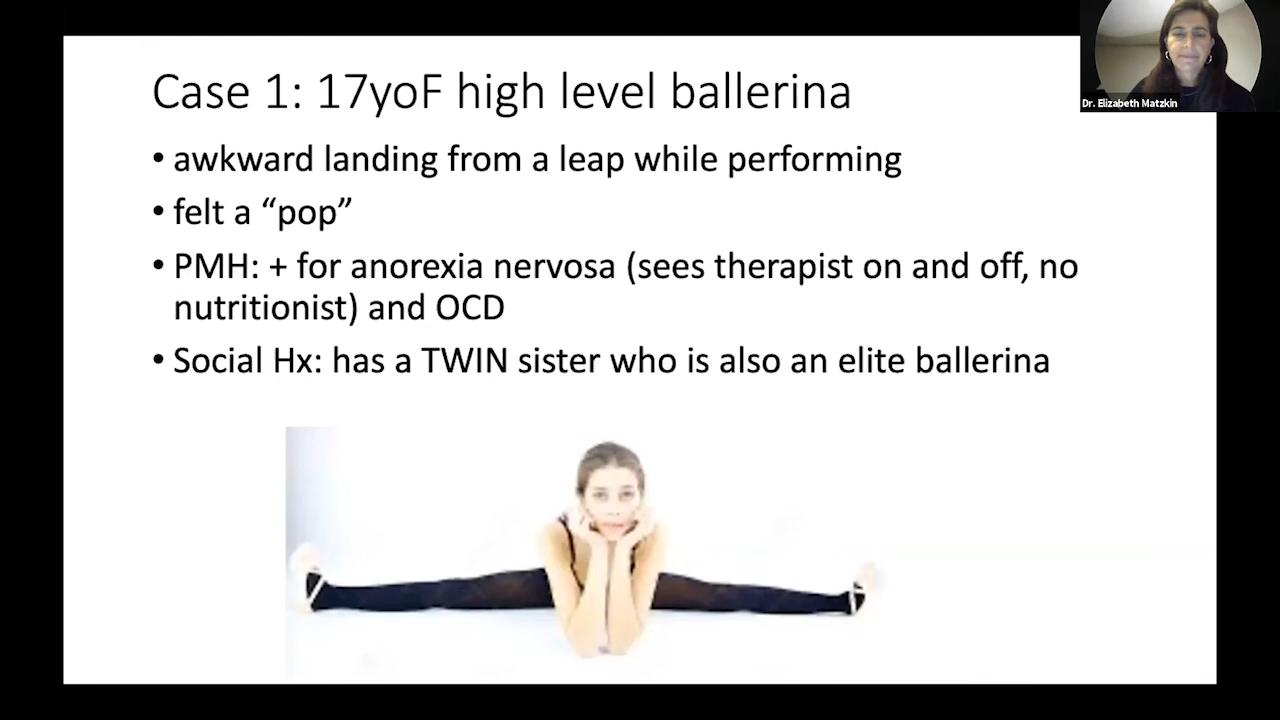 Dr. Elizabeth Matzkin
Case 1: 17yoF high level ballerina
• awkward landing from a leap while performing
• felt a “pop”
• PMH: + for anorexia nervosa (sees therapist on and off, no
nutritionist) and OCD
• Social Hx: has a TWIN sister who is also an elite ballerina